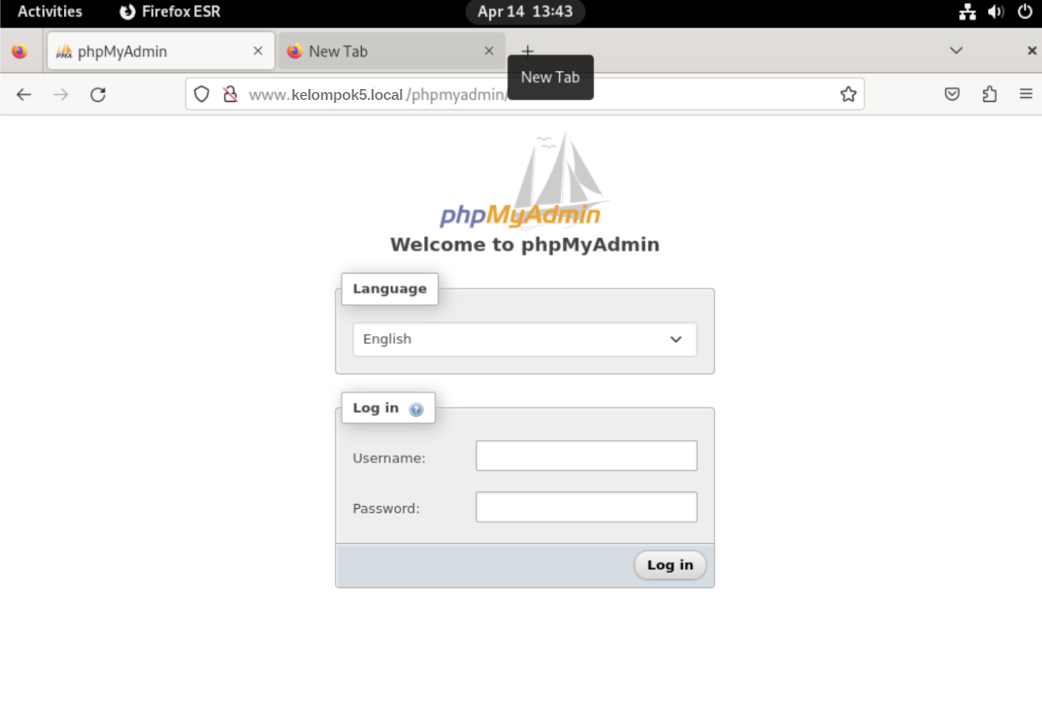 Activities Firefox ESR Apr 14 13:43
phpMyAdmin New Tab
New Tab
www.kelompok5.local/phpmyadmin/
phpMyAdmin
Welcome to phpMyAdmin
Language
English
Log in
Username:
Password:
Log in